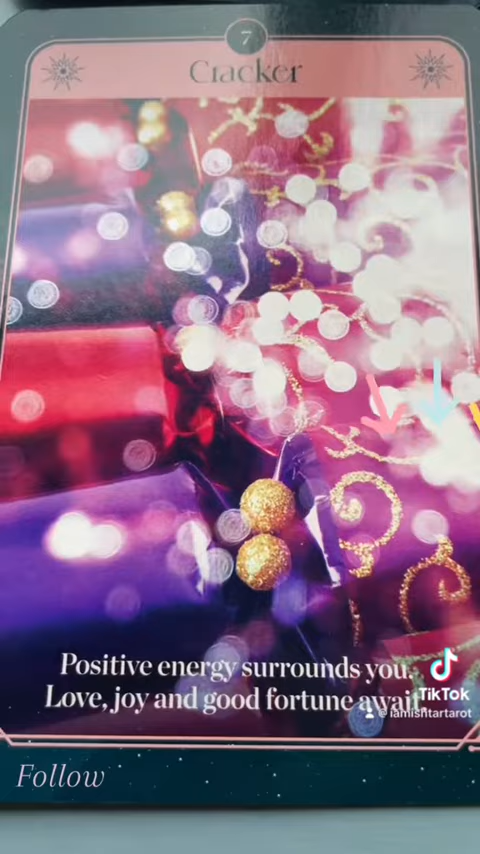 7
Cracker
Positive energy surrounds you.
Love, joy and good fortune await.
TikTok
@iamishtartarot
Follow